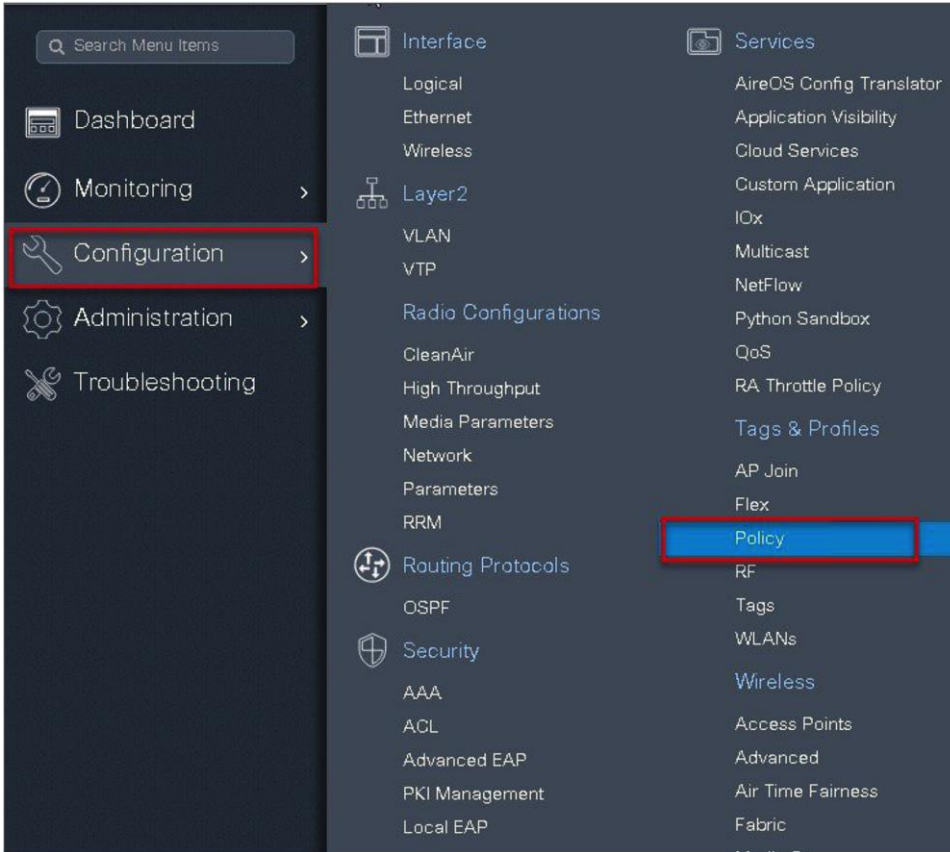 Search Menu Items
Dashboard
Monitoring
Configuration
Administration
Troubleshooting
Interface
Logical
Ethernet
Wireless
Layer2
VLAN
VTP
Radio Configurations
CleanAir
High Throughput
Media Parameters
Network
Parameters
RRM
Routing Protocols
OSPF
Security
AAA
ACL
Advanced EAP
PKI Management
Local EAP
Services
AireOS Config Translator
Application Visibility
Cloud Services
Custom Application
IOx
Multicast
NetFlow
Python Sandbox
QoS
RA Throttle Policy
Tags & Profiles
AP Join
Flex
Policy
RF
Tags
WLANs
Wireless
Access Points
Advanced
Air Time Fairness
Fabric